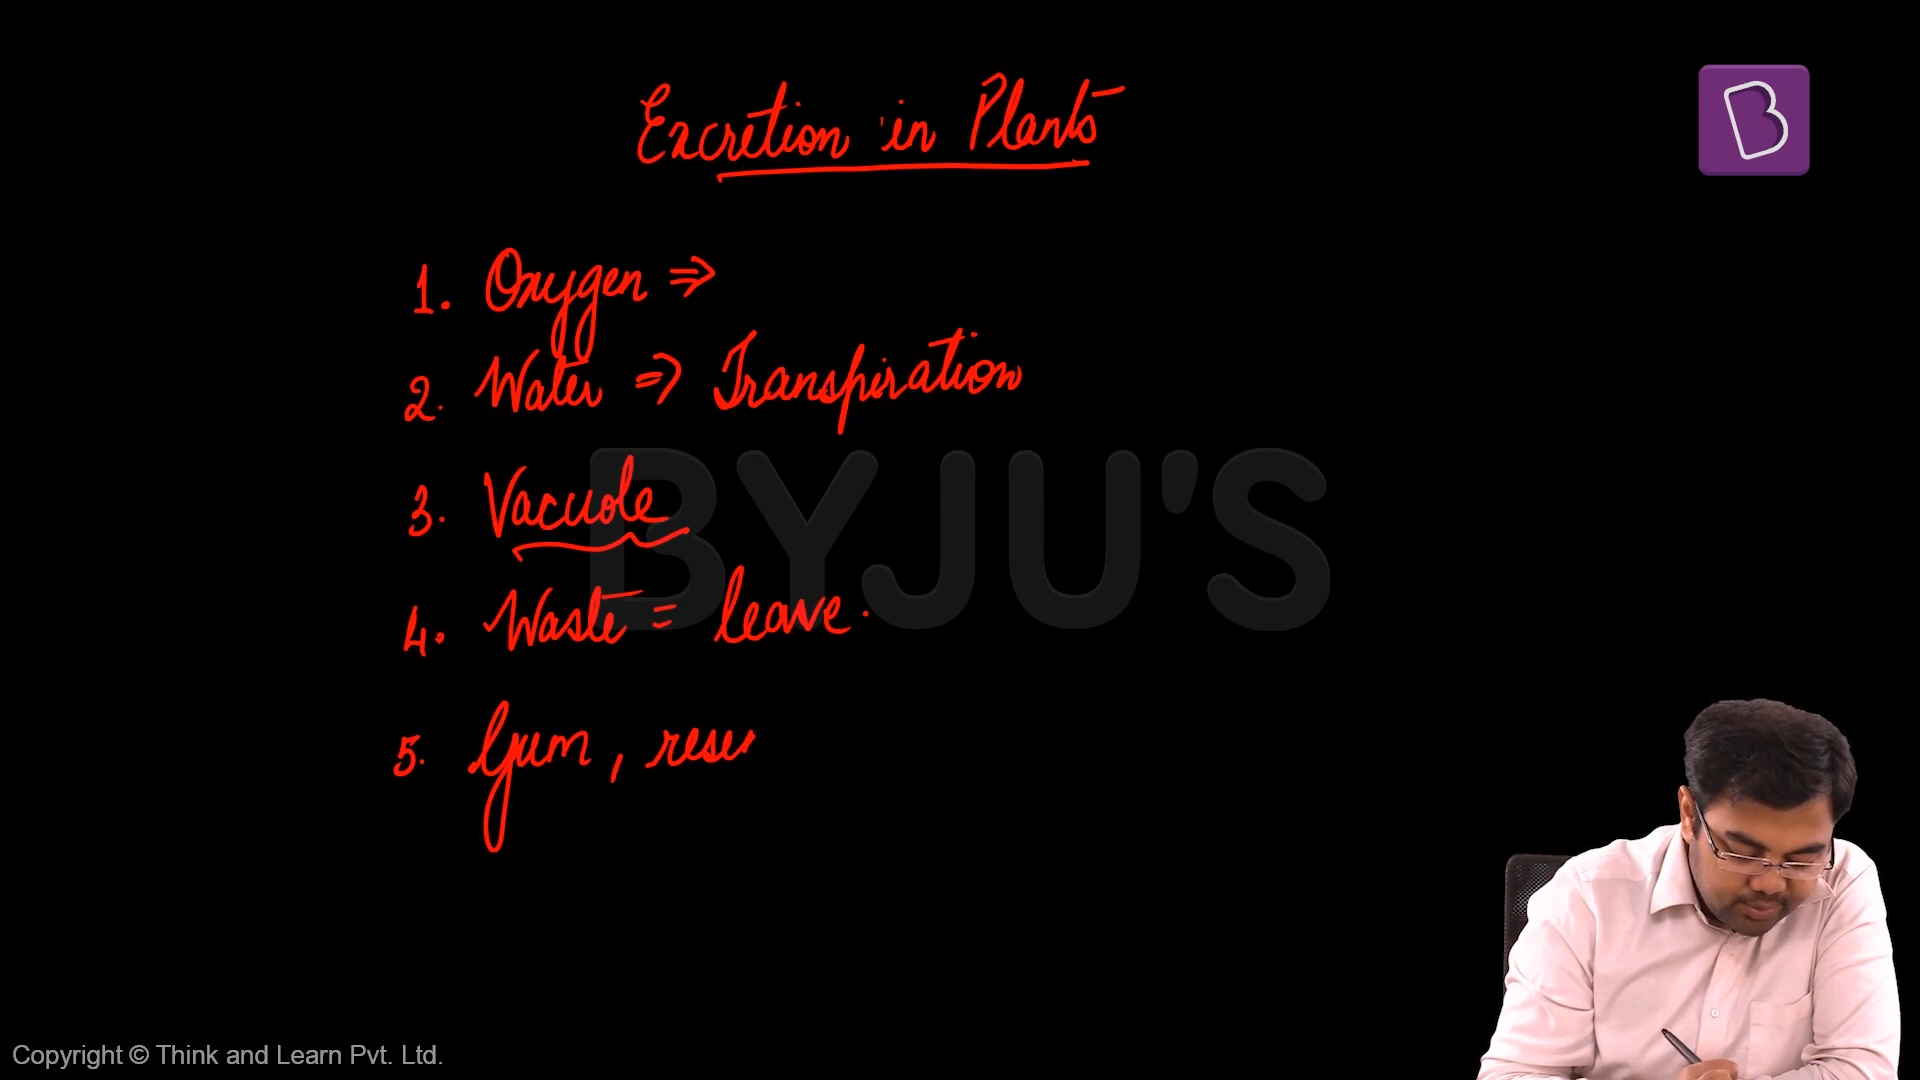 Excretion in Plants
B
1. Oxygen ⇒
2. Water ⇒ Transpiration
3. Vacuole
BYJU'S
4. Waste = leave.
5. Gum, resi
Copyright © Think and Learn Pvt. Ltd.